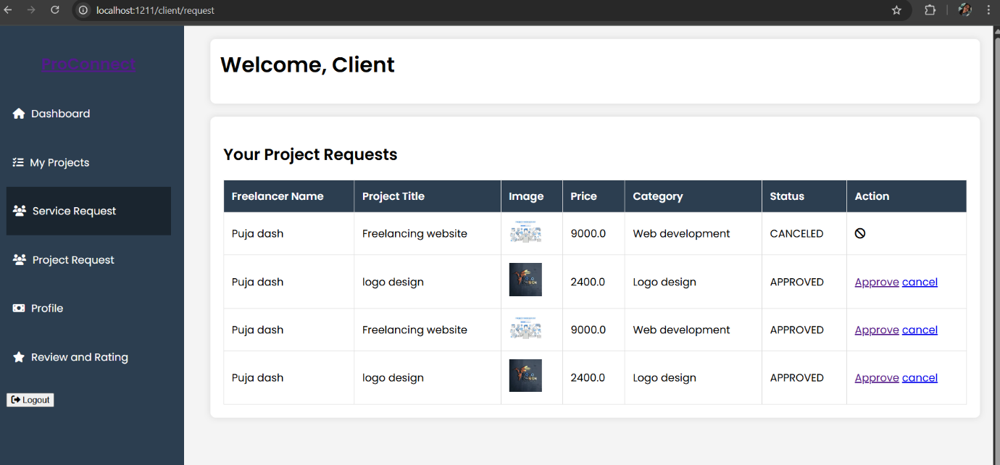 localhost:1211/client/request
ProConnect
Dashboard
My Projects
Service Request
Project Request
Profile
Review and Rating
Logout
Welcome, Client
Your Project Requests
Freelancer Name Project Title Image Price Category Status Action
Puja dash Freelancing website 9000.0 Web development CANCELED
Puja dash logo design 2400.0 Logo design APPROVED Approve cancel
Puja dash Freelancing website 9000.0 Web development APPROVED Approve cancel
Puja dash logo design 2400.0 Logo design APPROVED Approve cancel